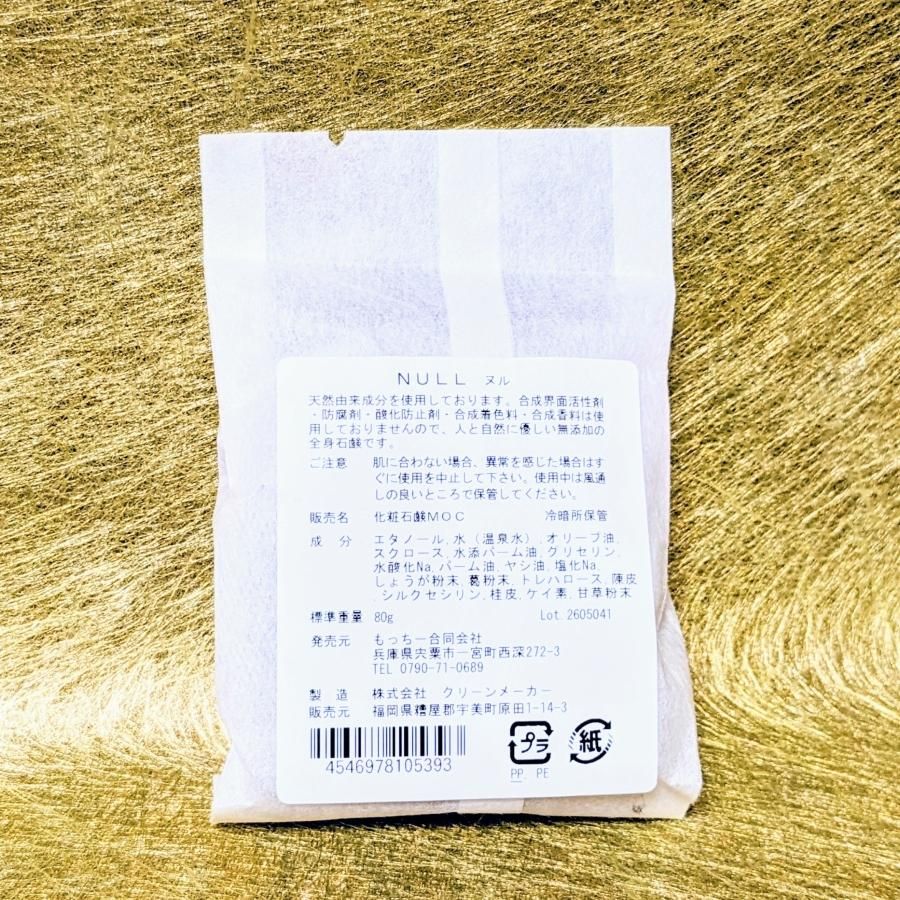 NULL ヌル
天然由来成分を使用しております。合成界面活性剤
・防腐剤・酸化防止剤・合成着色料・合成香料は使
用しておりませんので、人と自然に優しい無添加の
全身石鹸です。
ご注意 肌に合わない場合、異常を感じた場合はす
ぐに使用を中止して下さい。使用中は風通
しの良いところで保管してください。
販売名 化粧石鹸MOC 冷暗所保管
成分 エタノール,水（温泉水）,オリーブ油,
スクロース,水添パーム油,グリセリン,
水酸化Na,パーム油,ヤシ油,塩化Na,
しょうが粉末,葛粉末,トレハロース,陳皮
,シルクセシリン,桂皮,ケイ素,甘草粉末
標準重量 80g Lot.2605041
発売元 もっちー合同会社
兵庫県宍粟市一宮町西深272-3
TEL 0790-71-0689
製造 株式会社 クリーンメーカー
販売元 福岡県糟屋郡宇美町原田1-14-3
4546978105393
プラ 紙
PP PE